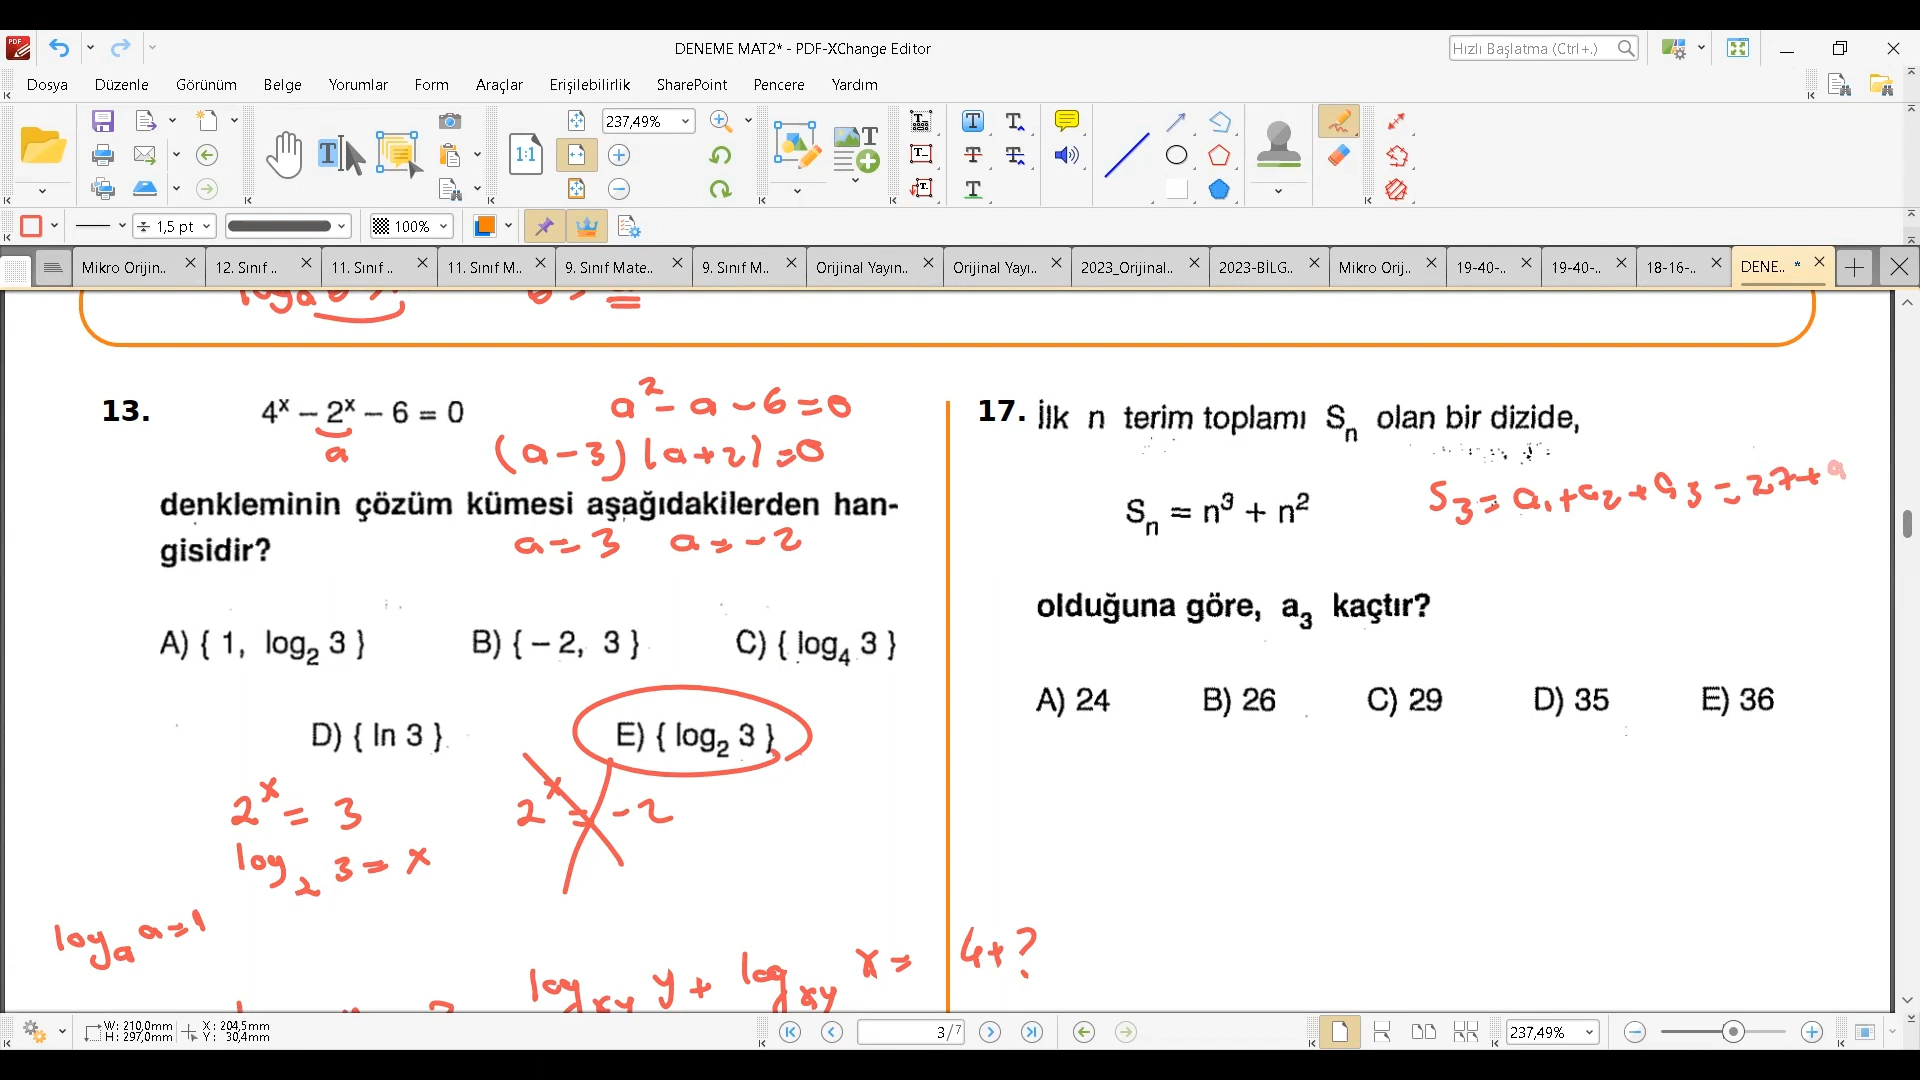 DENEME MAT2* - PDF-XChange Editor
Hızlı Başlatma (Ctrl+.)
Dosya Düzenle Görünüm Belge Yorumlar Form Araçlar Erişilebilirlik SharePoint Pencere Yardım
237,49%
1:1
1,5 pt
100%
Mikro Orijin..
12. Sınıf ..
11. Sınıf ..
11. Sınıf M..
9. Sınıf Mate..
9. Sınıf M..
Orijinal Yayın..
Orijinal Yayı..
2023_Orijinal..
2023-BİLG..
Mikro Orij..
19-40-..
19-40-..
18-16-..
DENE.. *
13. 4ˣ – 2ˣ – 6 = 0
a
a² - a - 6 = 0
(a-3)(a+2)=0
denkleminin çözüm kümesi aşağıdakilerden han-
gisidir?
a = 3 a = -2
A) { 1, log₂ 3 } B) { – 2, 3 } C) { log₄ 3 }
D) { ln 3 } E) { log₂ 3 }
2ˣ = 3
2ˣ = -2
log₂ 3 = x
logₐ a = 1
log_xy y + log_xy x =
4+?
17. İlk n terim toplamı Sₙ olan bir dizide,
S₃ = a₁ + a₂ + a₃ = 27 + 9
Sₙ = n³ + n²
olduğuna göre, a₃ kaçtır?
A) 24 B) 26 C) 29 D) 35 E) 36
W: 210,0mm
H: 297,0mm
X: 204,5mm
Y: 30,4mm
3/7
237,49%